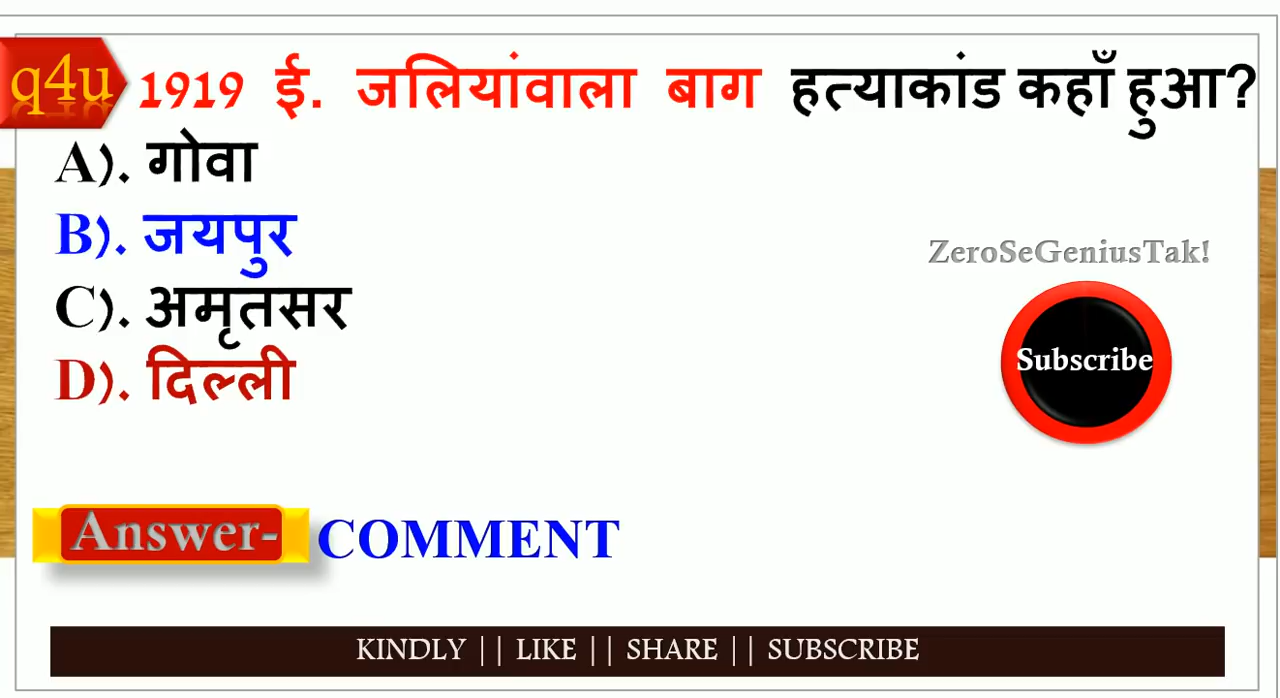 q4u 1919 ई. जलियांवाला बाग हत्याकांड कहाँ हुआ?
A). गोवा
B). जयपुर
C). अमृतसर
D). दिल्ली
ZeroSeGeniusTak!
Subscribe
Answer- COMMENT
KINDLY || LIKE || SHARE || SUBSCRIBE